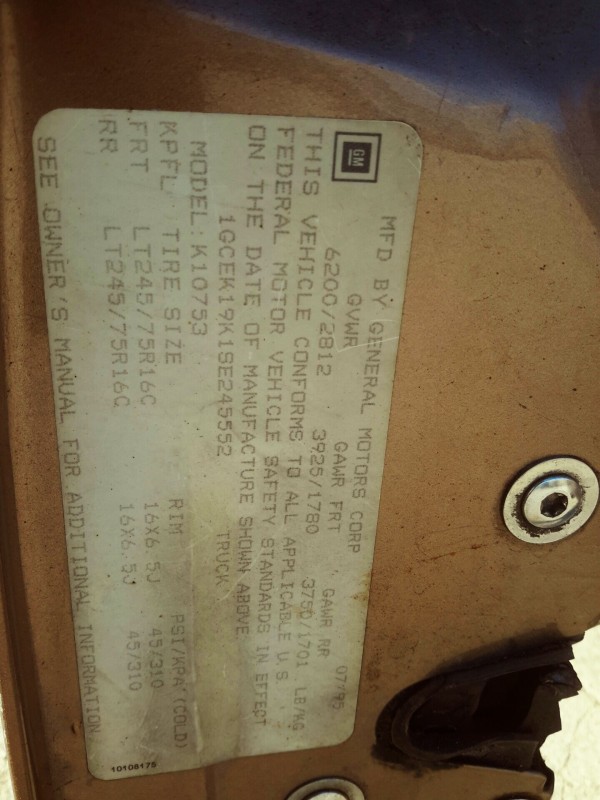 MFD BY GENERAL MOTORS CORP 07/95
GVWR GAWR FRT GAWR RR
6200/2812 3925/1780 3750/1701 LB/KG
GM
THIS VEHICLE CONFORMS TO ALL APPLICABLE U.S.
FEDERAL MOTOR VEHICLE SAFETY STANDARDS IN EFFECT
ON THE DATE OF MANUFACTURE SHOWN ABOVE.
1GCEK19K1SE245552 TRUCK
MODEL: K10753
KPFL TIRE SIZE RIM PSI/KPA (COLD)
FRT LT245/75R16C 16X6.5J 45/310
RR LT245/75R16C 16X6.5J 45/310
SEE OWNER'S MANUAL FOR ADDITIONAL INFORMATION
10108175